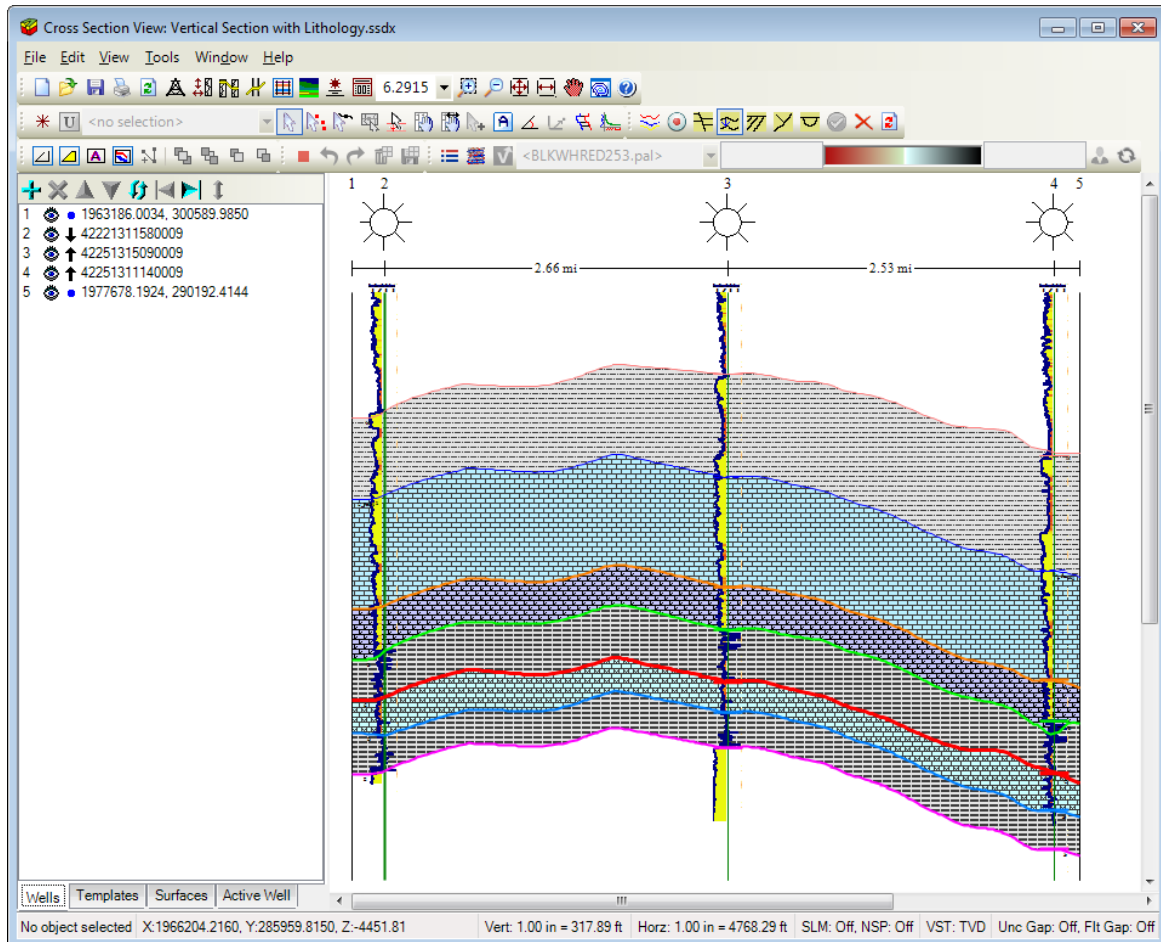 Cross Section View: Vertical Section with Lithology.ssdx
File Edit View Tools Window Help
6.2915
U <no selection> A
A V <BLKWHRED253.pal>
1 1963186.0034, 300589.9850
2 42221311580009
3 42251315090009
4 42251311140009
5 1977678.1924, 290192.4144
1 2 3 4 5
2.66 mi 2.53 mi
Wells Templates Surfaces Active Well
No object selected X:1966204.2160, Y:285959.8150, Z:-4451.81 Vert: 1.00 in = 317.89 ft Horz: 1.00 in = 4768.29 ft SLM: Off, NSP: Off VST: TVD Unc Gap: Off, Flt Gap: Off